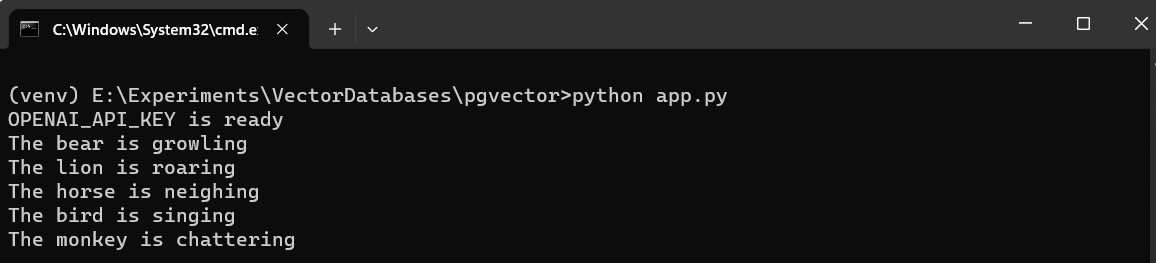 C:\Windows\System32\cmd.e
(venv) E:\Experiments\VectorDatabases\pgvector>python app.py
OPENAI_API_KEY is ready
The bear is growling
The lion is roaring
The horse is neighing
The bird is singing
The monkey is chattering